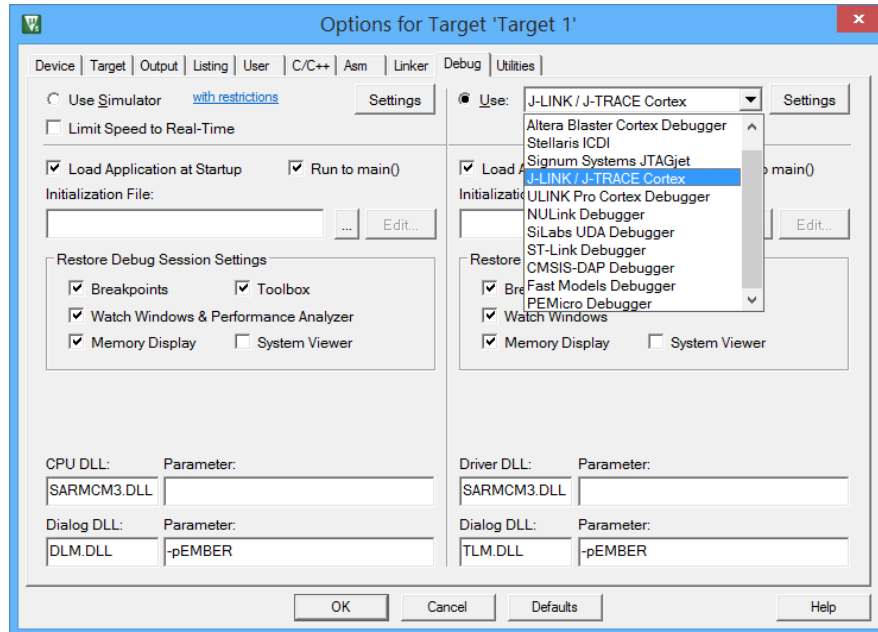 Options for Target 'Target 1'
Device Target Output Listing User C/C++ Asm Linker Debug Utilities
Use Simulator with restrictions Settings
Limit Speed to Real-Time
Load Application at Startup Run to main()
Initialization File:
... Edit...
Restore Debug Session Settings
Breakpoints Toolbox
Watch Windows & Performance Analyzer
Memory Display System Viewer
CPU DLL: Parameter:
SARMCM3.DLL
Dialog DLL: Parameter:
DLM.DLL -pEMBER
Use: J-LINK / J-TRACE Cortex Settings
Altera Blaster Cortex Debugger
Stellaris ICDI
Signum Systems JTAGjet
J-LINK / J-TRACE Cortex
ULINK Pro Cortex Debugger
NULink Debugger
SiLabs UDA Debugger
ST-Link Debugger
CMSIS-DAP Debugger
Fast Models Debugger
PEMicro Debugger
Load main()
Edit...
Restore
Watch Windows
Memory Display System Viewer
Driver DLL: Parameter:
SARMCM3.DLL
Dialog DLL: Parameter:
TLM.DLL -pEMBER
OK Cancel Defaults Help